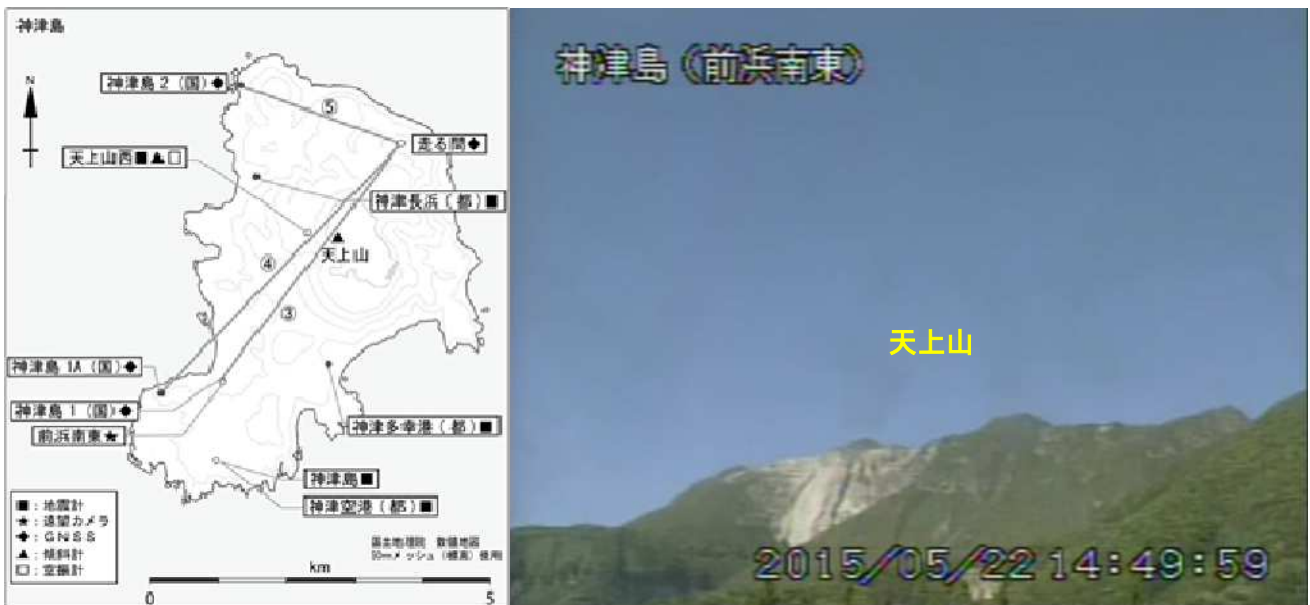 神津島
N
神津島2(国)◆
⑤
走る間◆
天上山西■▲□
神津長浜(都)■
天上山
④
③
神津島1A(国)◆
神津島1(国)◆
前浜南東★
神津多幸港(都)■
神津島■
神津空港(都)■
■:地震計
★:遠望カメラ
◆:GNSS
▲:傾斜計
□:空振計
国土地理院 数値地図
50mメッシュ(標高)使用
km
0 5
神津島(前浜南東)
天上山
2015/05/22 14:49:59